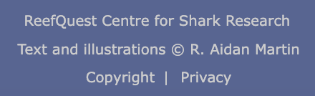 ReefQuest Centre for Shark Research
Text and illustrations © R. Aidan Martin
Copyright | Privacy